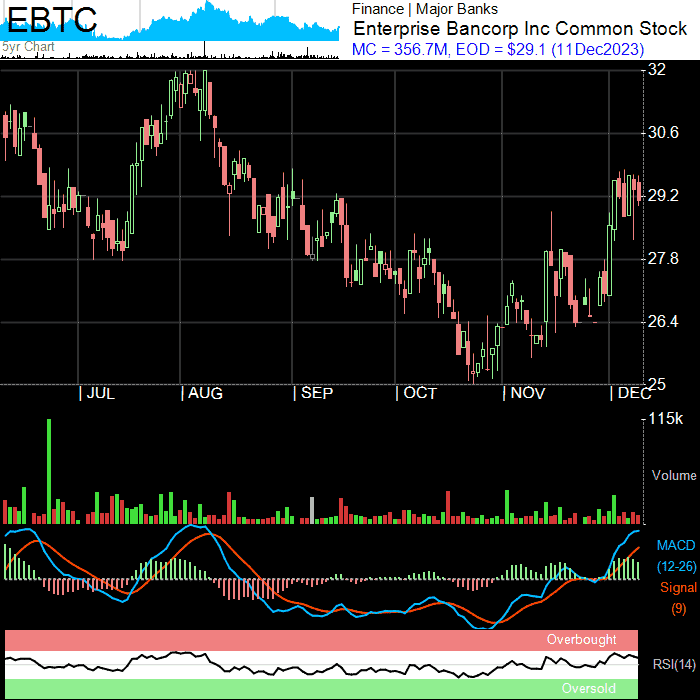 EBTC
5yr Chart
Finance | Major Banks
Enterprise Bancorp Inc Common Stock
MC = 356.7M, EOD = $29.1 (11Dec2023)
32
30.6
29.2
27.8
26.4
25
| JUL | AUG | SEP | OCT | NOV | DEC
115k
Volume
MACD
(12-26)
Signal
(9)
Overbought
RSI(14)
Oversold